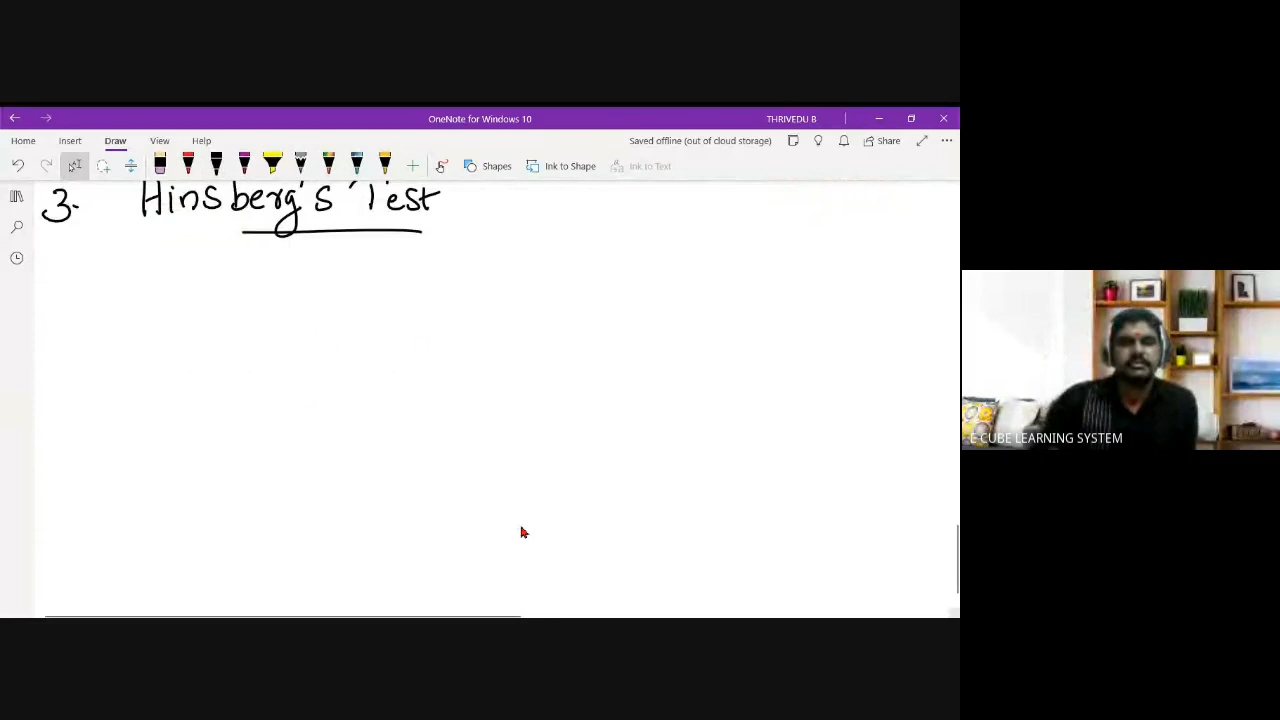 OneNote for Windows 10
THRIVEDU B
Home Insert Draw View Help
Saved offline (out of cloud storage)
Share
Shapes
Ink to Shape
Ink to Text
3. Hinsberg's Test
E CUBE LEARNING SYSTEM